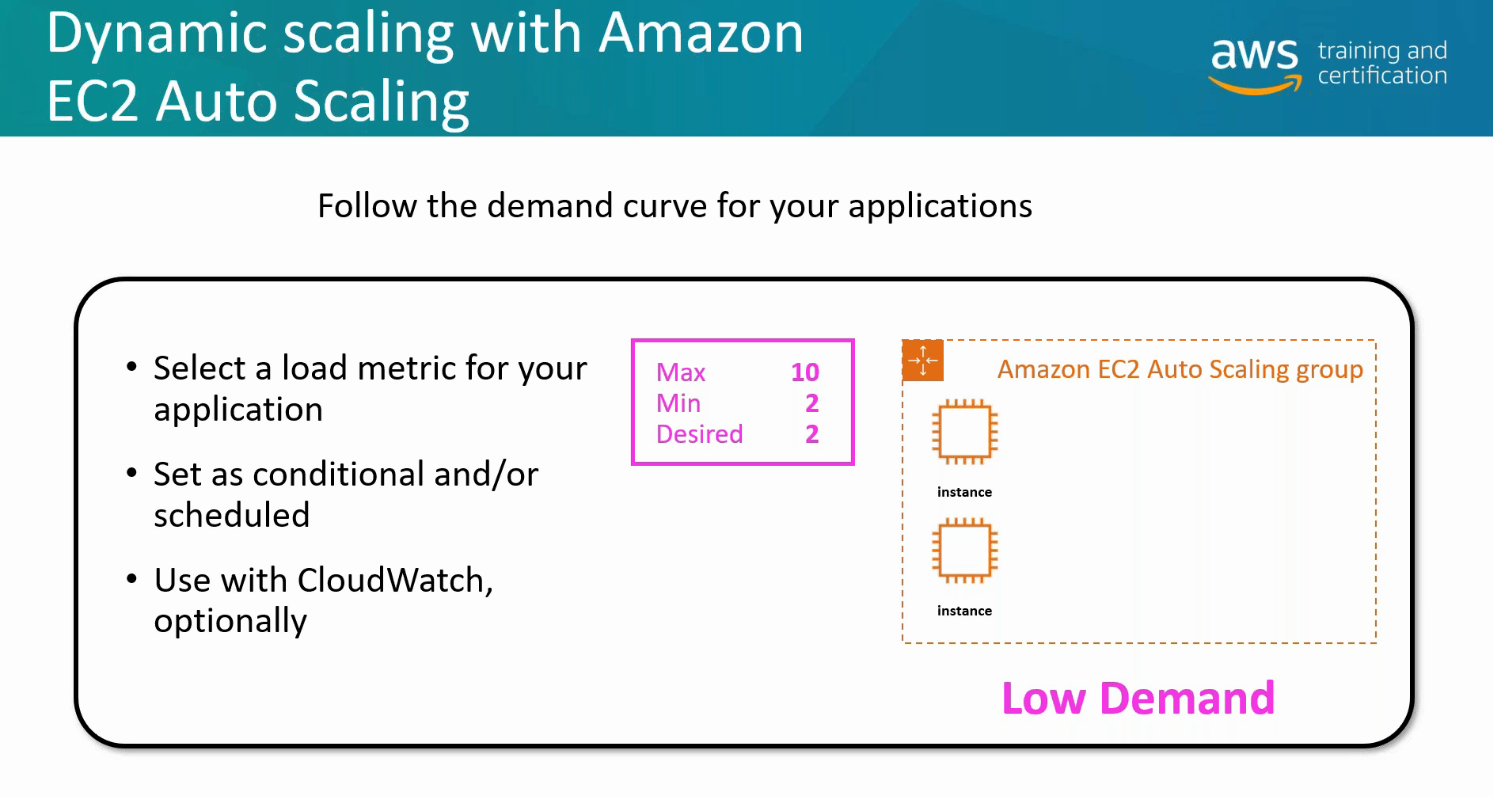 Dynamic scaling with Amazon
EC2 Auto Scaling
aws training and
certification
Follow the demand curve for your applications
• Select a load metric for your
application
• Set as conditional and/or
scheduled
• Use with CloudWatch,
optionally
Max 10
Min 2
Desired 2
Amazon EC2 Auto Scaling group
instance
instance
Low Demand